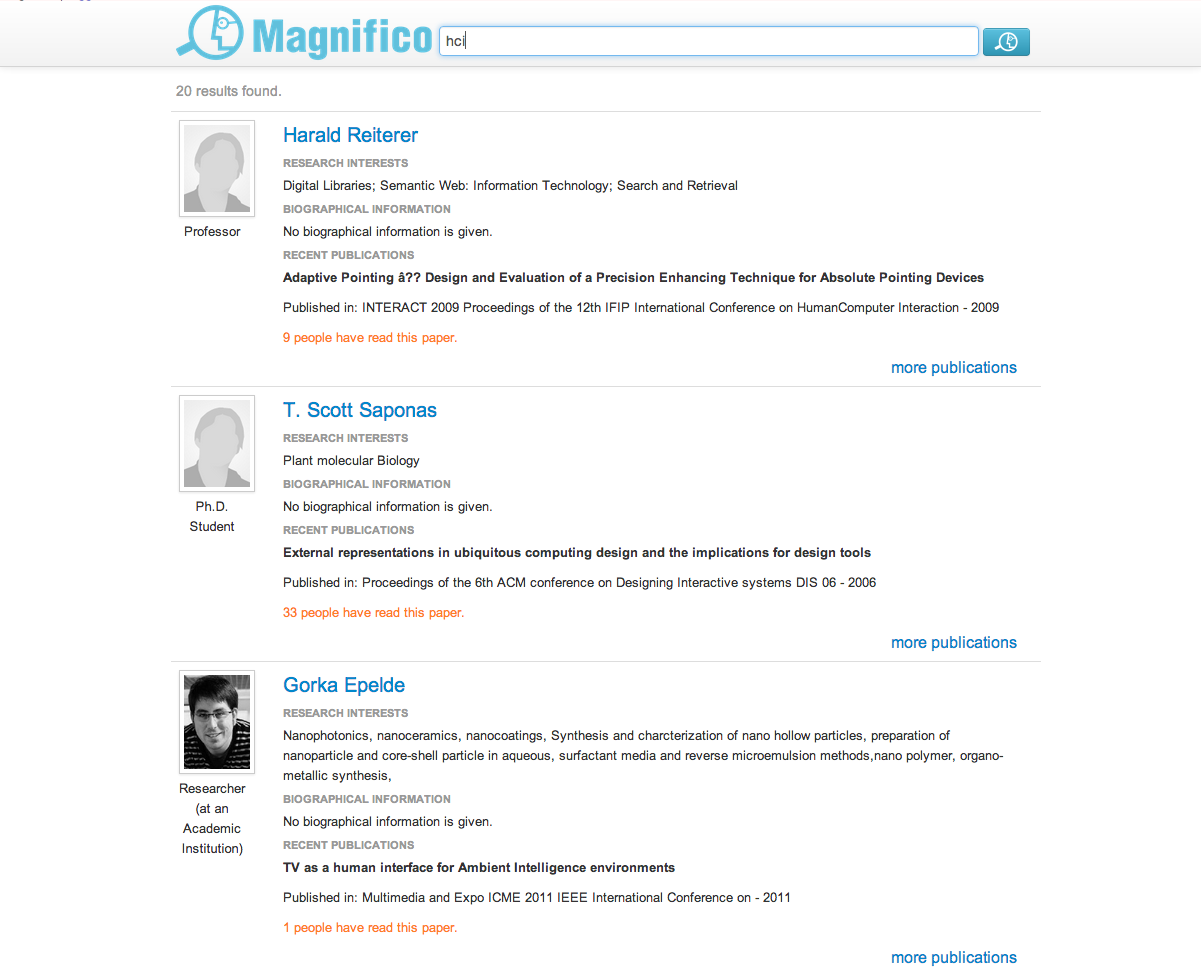 Magnifico
hci
20 results found.
Harald Reiterer
RESEARCH INTERESTS
Digital Libraries; Semantic Web: Information Technology; Search and Retrieval
BIOGRAPHICAL INFORMATION
Professor
No biographical information is given.
RECENT PUBLICATIONS
Adaptive Pointing â?? Design and Evaluation of a Precision Enhancing Technique for Absolute Pointing Devices
Published in: INTERACT 2009 Proceedings of the 12th IFIP International Conference on HumanComputer Interaction - 2009
9 people have read this paper.
more publications
T. Scott Saponas
RESEARCH INTERESTS
Plant molecular Biology
BIOGRAPHICAL INFORMATION
Ph.D.
Student
No biographical information is given.
RECENT PUBLICATIONS
External representations in ubiquitous computing design and the implications for design tools
Published in: Proceedings of the 6th ACM conference on Designing Interactive systems DIS 06 - 2006
33 people have read this paper.
more publications
Gorka Epelde
RESEARCH INTERESTS
Nanophotonics, nanoceramics, nanocoatings, Synthesis and charcterization of nano hollow particles, preparation of
nanoparticle and core-shell particle in aqueous, surfactant media and reverse microemulsion methods,nano polymer, organo-
metallic synthesis,
Researcher
(at an
Academic
Institution)
BIOGRAPHICAL INFORMATION
No biographical information is given.
RECENT PUBLICATIONS
TV as a human interface for Ambient Intelligence environments
Published in: Multimedia and Expo ICME 2011 IEEE International Conference on - 2011
1 people have read this paper.
more publications